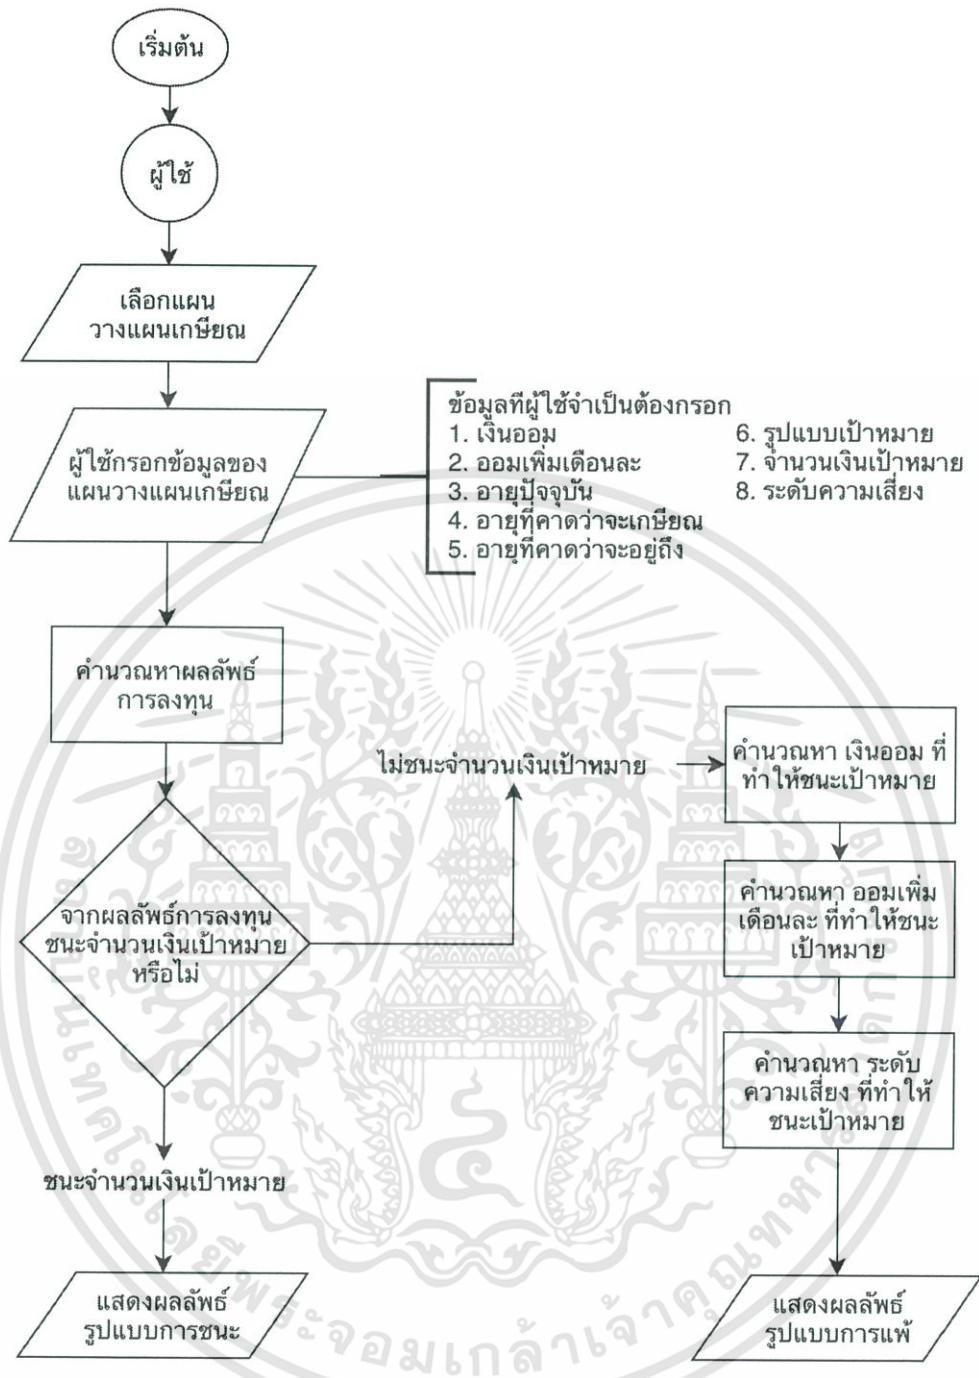 เริ่มต้น
ผู้ใช้
เลือกแผน
วางแผนเกษียณ
ผู้ใช้กรอกข้อมูลของ
แผนวางแผนเกษียณ
ข้อมูลทีผู้ใช้จำเป็นต้องกรอก
1. เงินออม
2. ออมเพิ่มเดือนละ
3. อายุปัจจุบัน
4. อายุที่คาดว่าจะเกษียณ
5. อายุที่คาดว่าจะอยู่ถึง
6. รูปแบบเป้าหมาย
7. จำนวนเงินเป้าหมาย
8. ระดับความเสี่ยง
คำนวณหาผลลัพธ์
การลงทุน
จากผลลัพธ์การลงทุน
ชนะจำนวนเงินเป้าหมาย
หรือไม่
ไม่ชนะจำนวนเงินเป้าหมาย
คำนวณหา เงินออม ที่
ทำให้ชนะเป้าหมาย
คำนวณหา ออมเพิ่ม
เดือนละ ที่ทำให้ชนะ
เป้าหมาย
คำนวณหา ระดับ
ความเสี่ยง ที่ทำให้
ชนะเป้าหมาย
ชนะจำนวนเงินเป้าหมาย
แสดงผลลัพธ์
รูปแบบการชนะ
แสดงผลลัพธ์
รูปแบบการแพ้